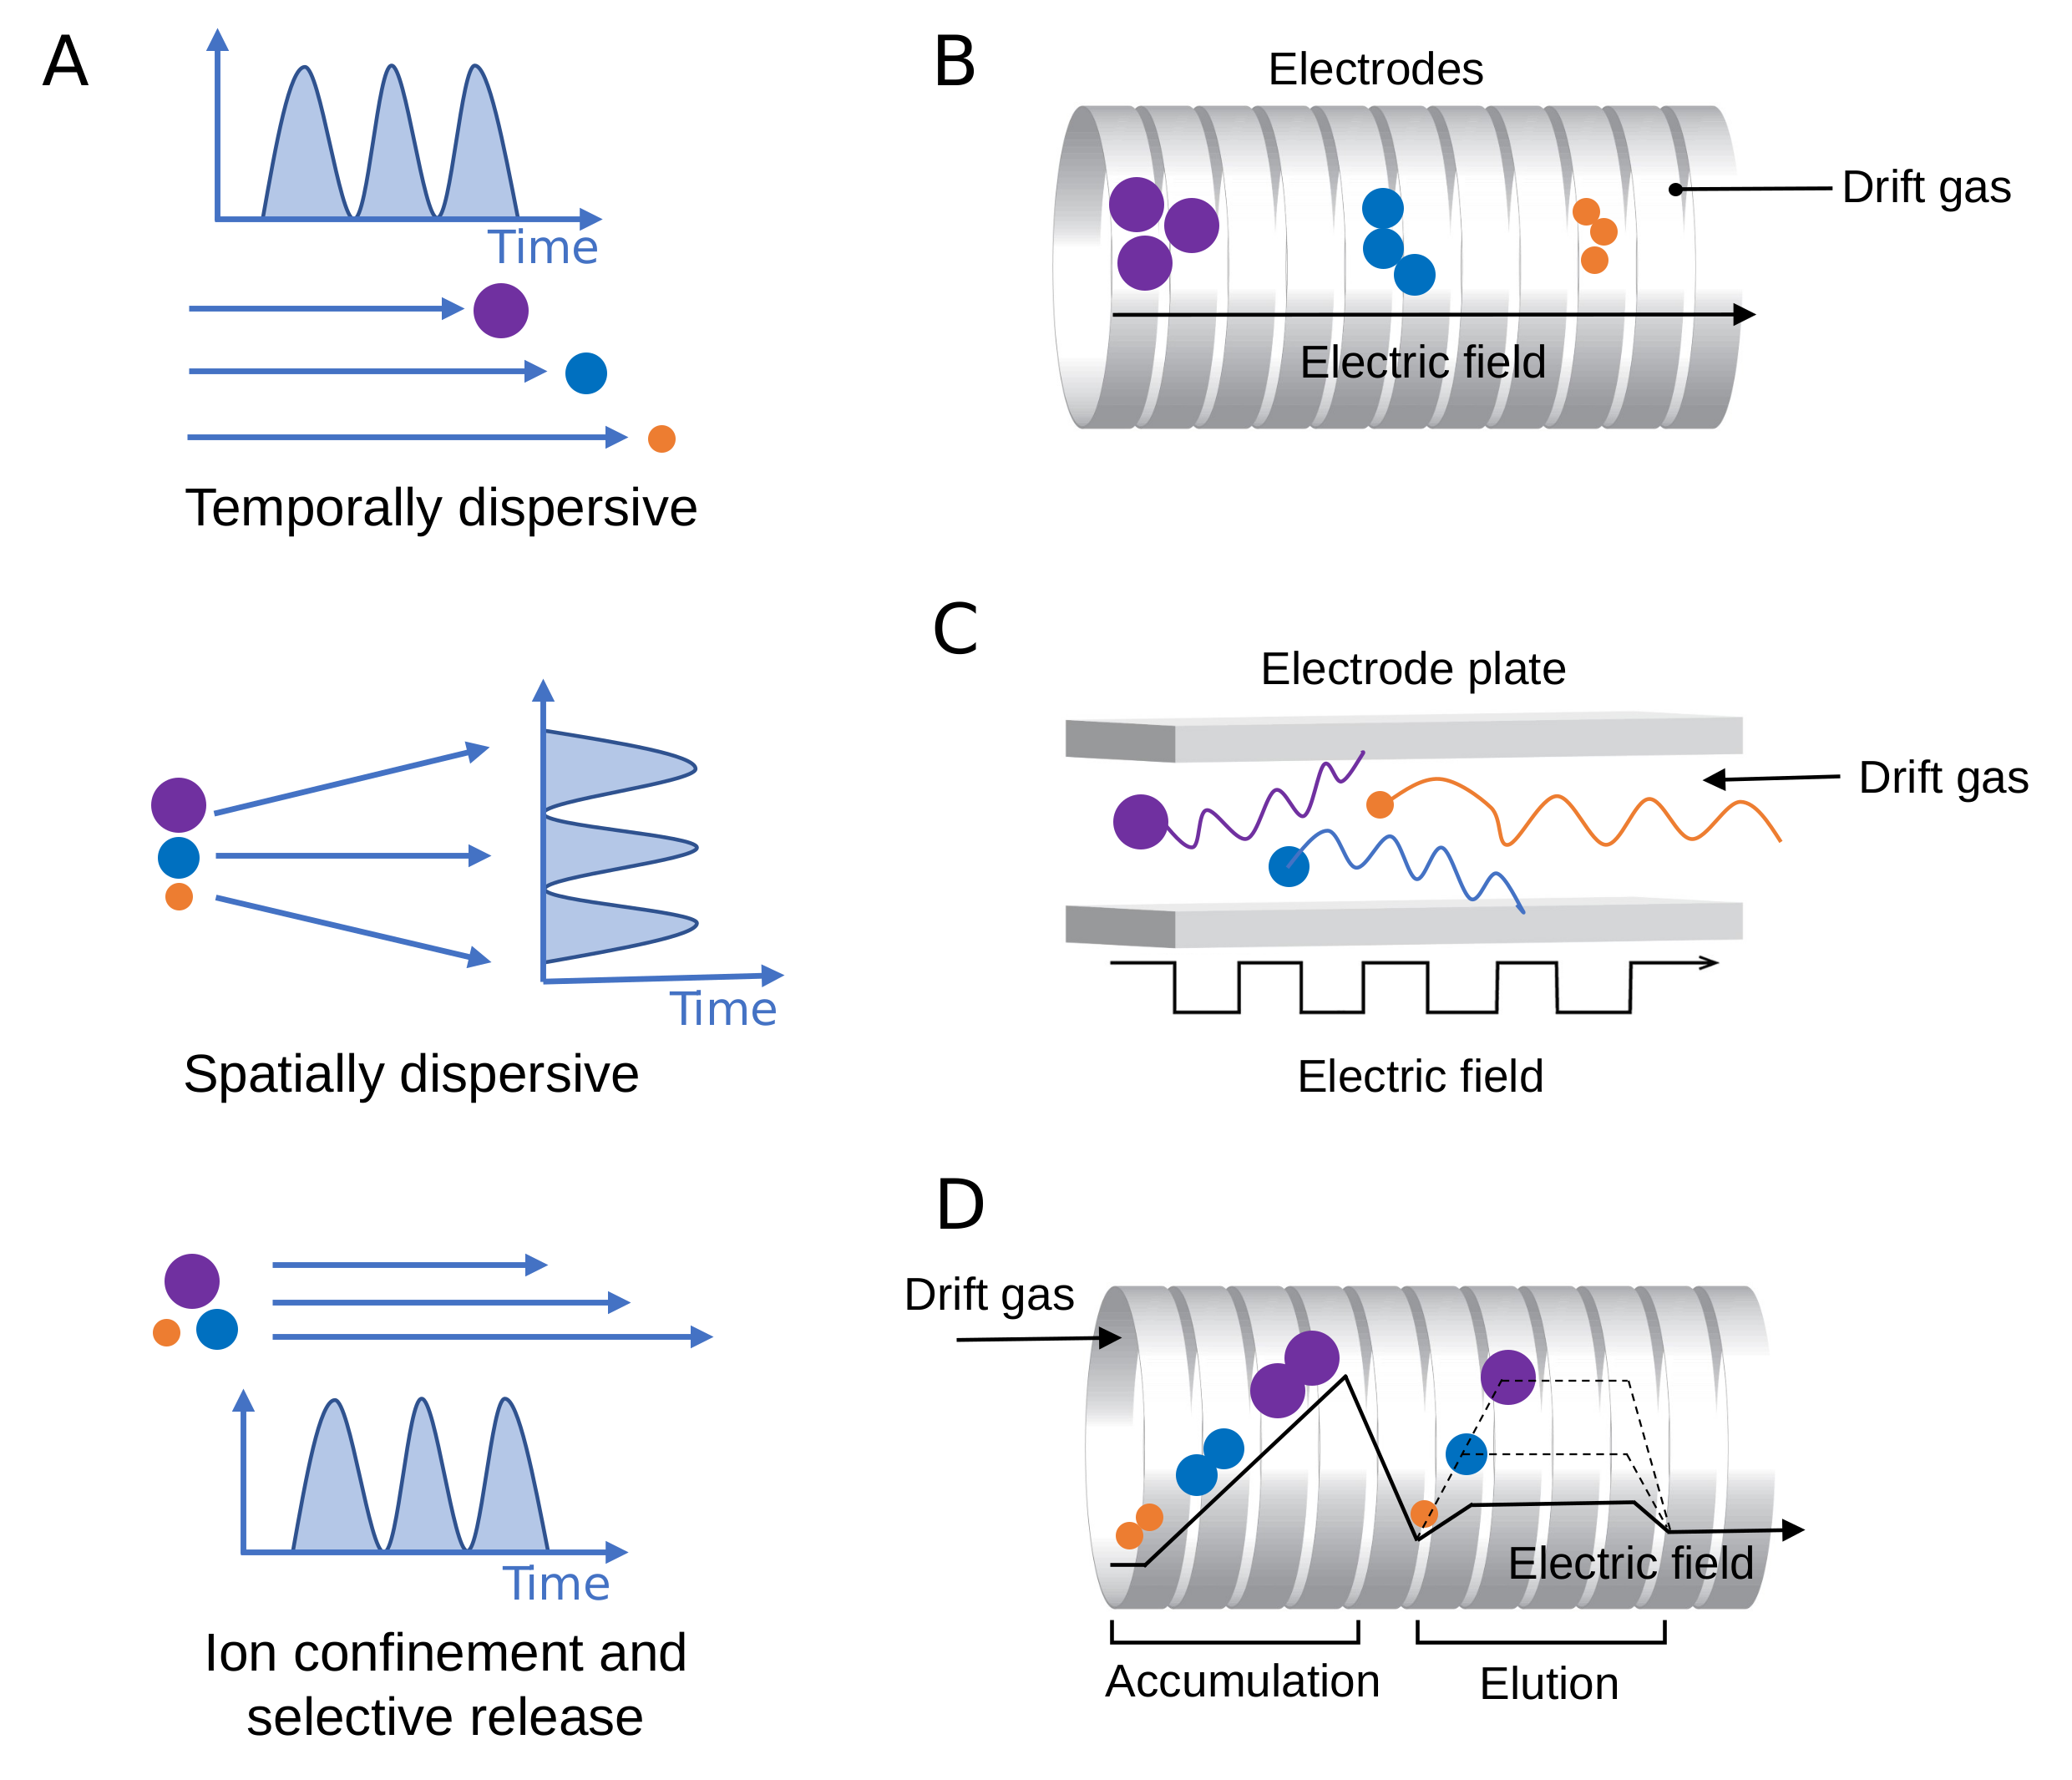 A
Time
Temporally dispersive
Time
Spatially dispersive
Time
Ion confinement and
selective release
B
Electrodes
Drift gas
Electric field
C
Electrode plate
Drift gas
Electric field
D
Drift gas
Electric field
Accumulation
Elution